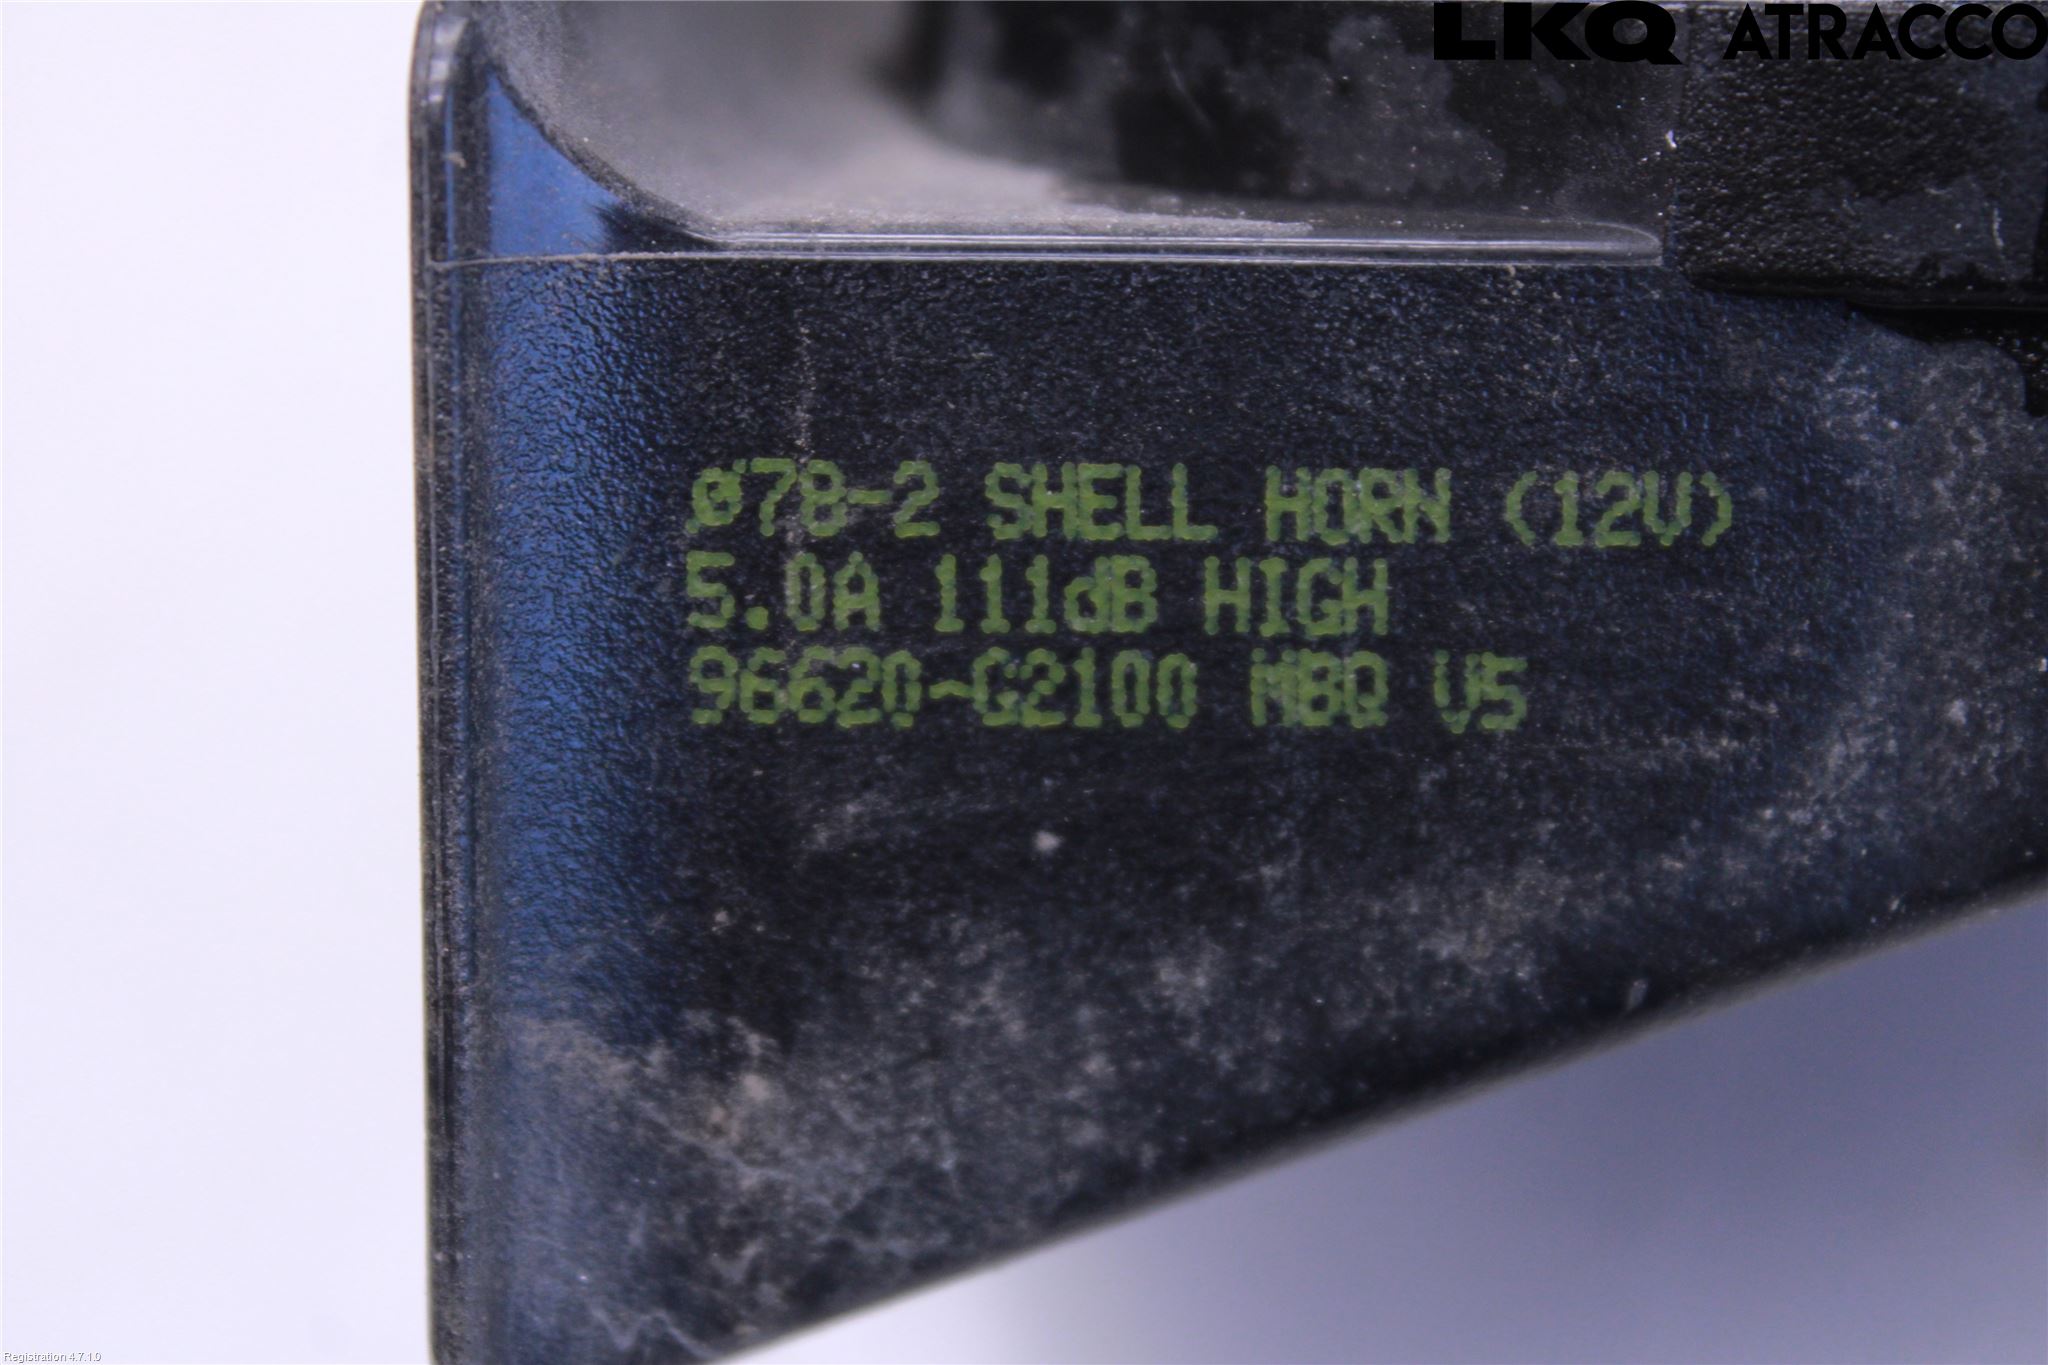 LKQ ATRACCO
Ø78-2 SHELL HORN (12V)
5.0A 111dB HIGH
96620-G2100 MBQ V5
Registration 4.7.1.0